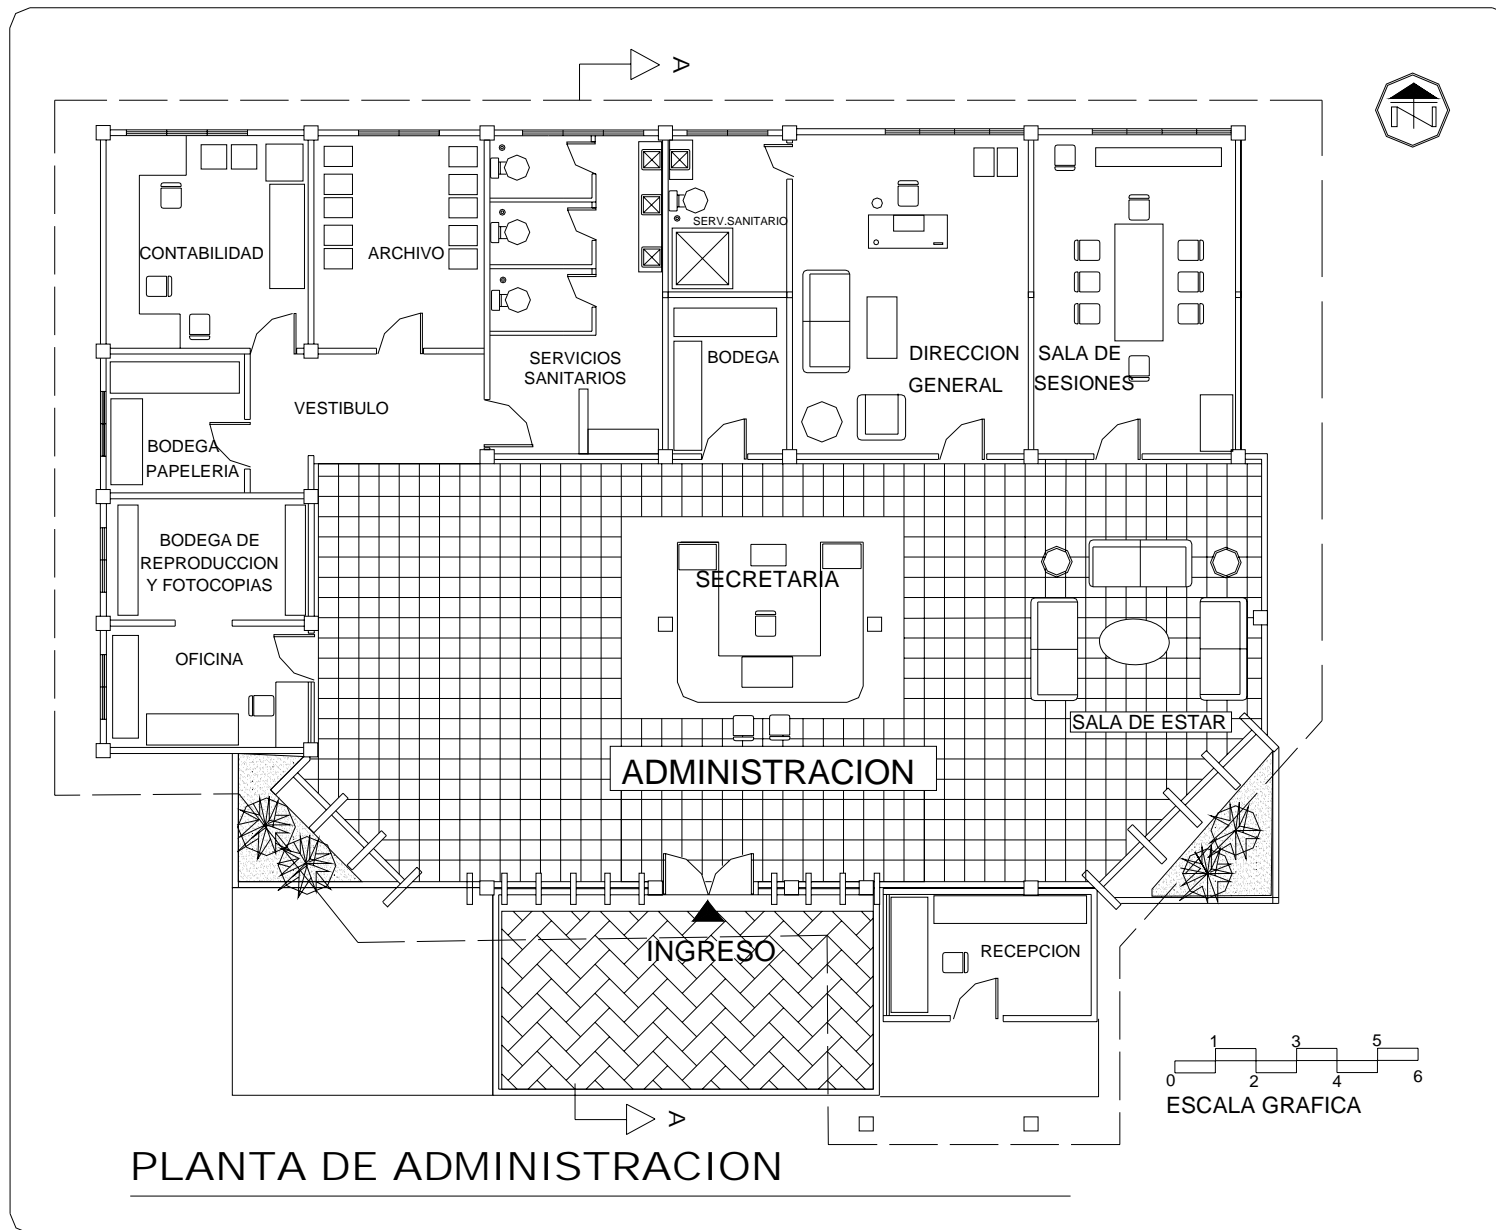 A
N
CONTABILIDAD
ARCHIVO
SERV.SANITARIO
SERVICIOS
SANITARIOS
BODEGA
DIRECCION
GENERAL
SALA DE
SESIONES
VESTIBULO
BODEGA
PAPELERIA
BODEGA DE
REPRODUCCION
Y FOTOCOPIAS
SECRETARIA
OFICINA
SALA DE ESTAR
ADMINISTRACION
INGRESO
RECEPCION
1 3 5
0 2 4 6
ESCALA GRAFICA
A
PLANTA DE ADMINISTRACION